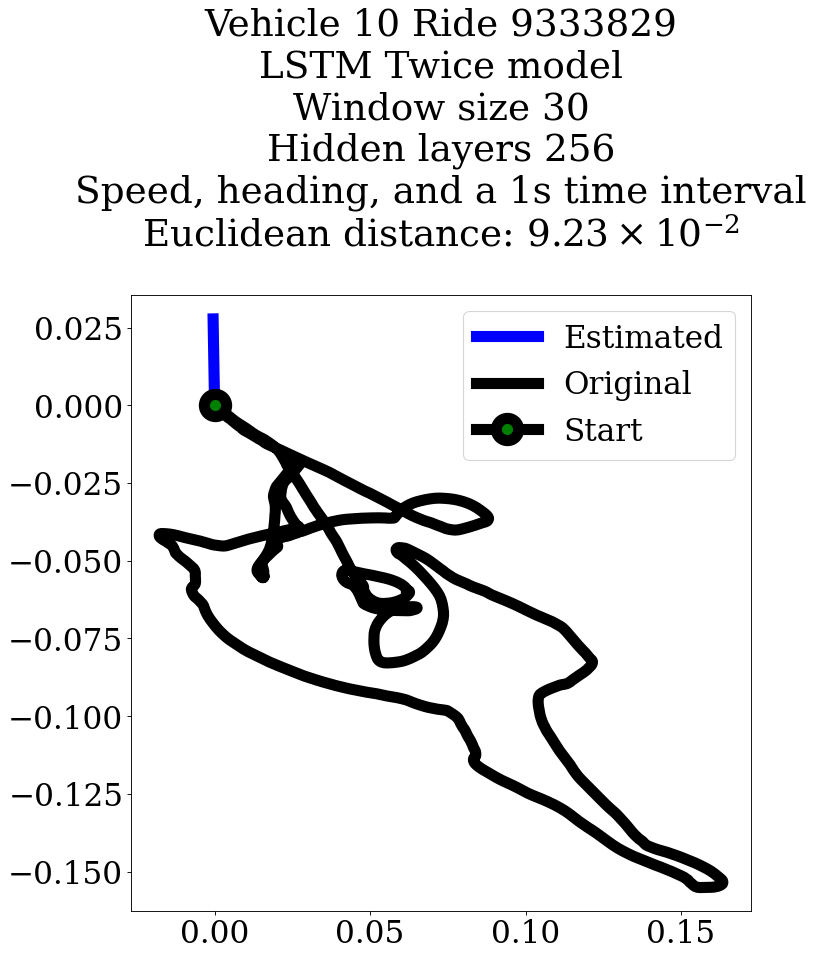 Vehicle 10 Ride 9333829
LSTM Twice model
Window size 30
Hidden layers 256
Speed, heading, and a 1s time interval
Euclidean distance: 9.23 × 10⁻²
Estimated
Original
Start
0.025
0.000
−0.025
−0.050
−0.075
−0.100
−0.125
−0.150
0.00 0.05 0.10 0.15